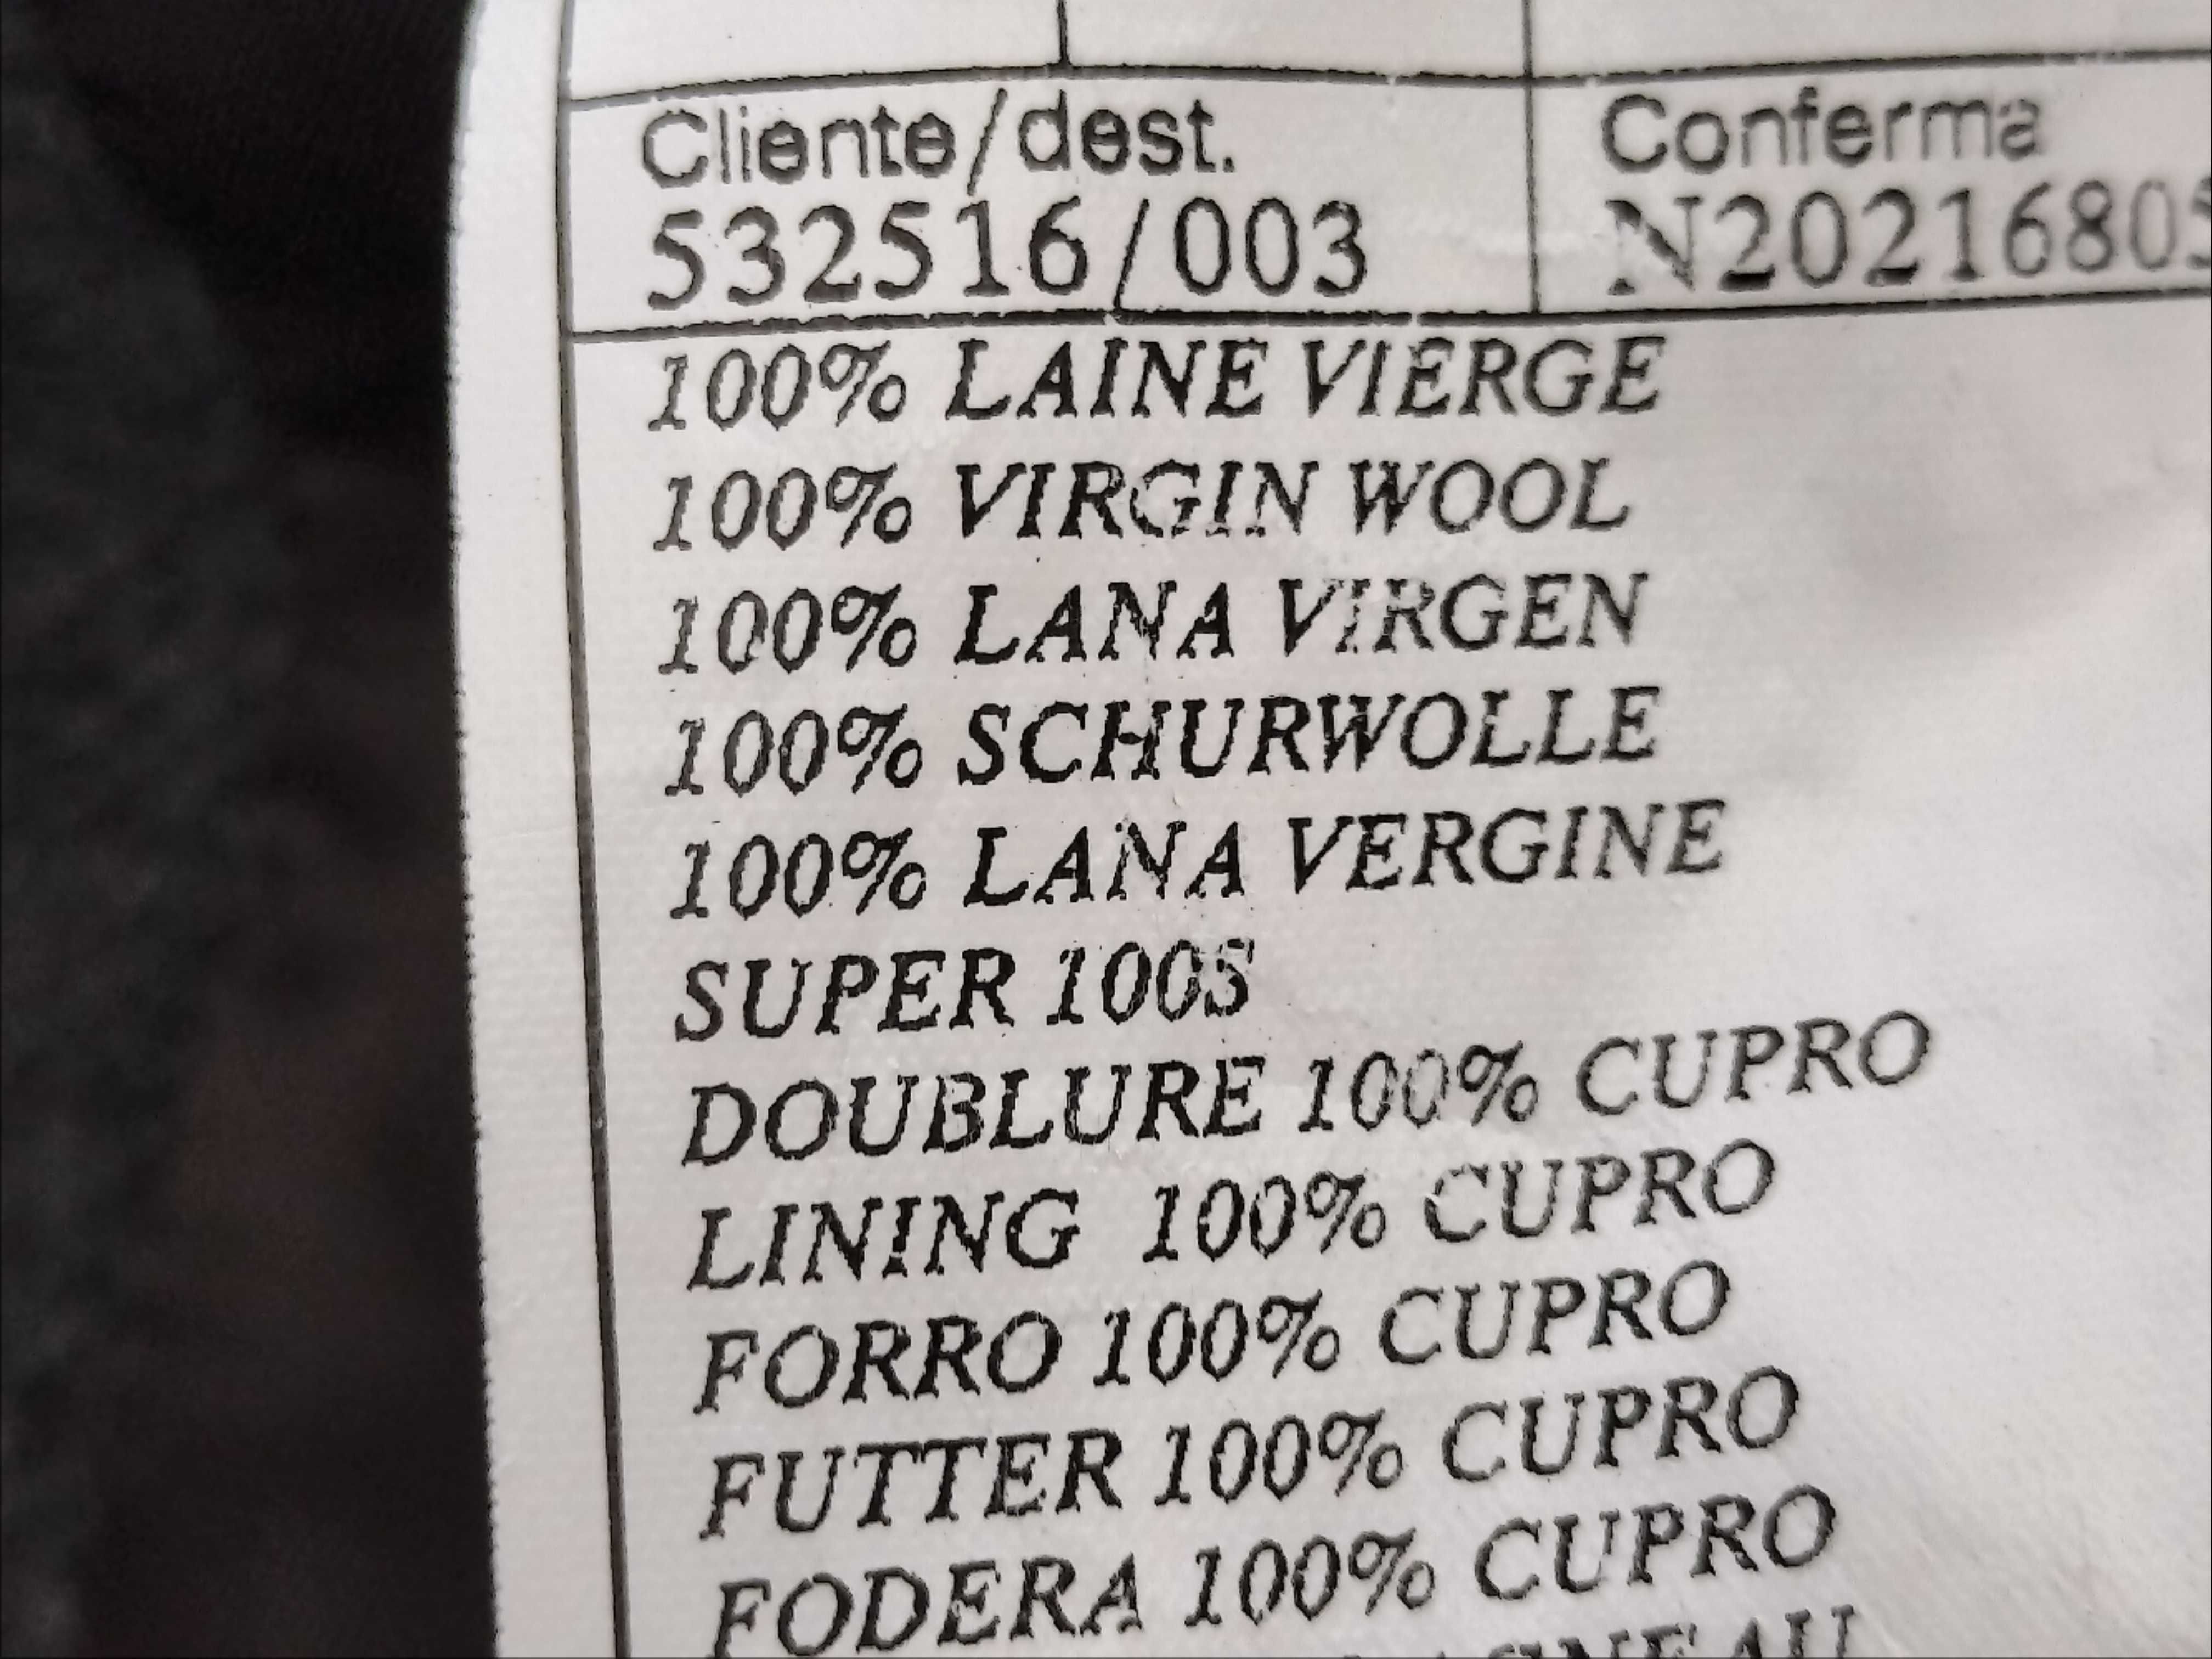 Cliente/dest.
Conferma
532516/003
N20216805
100% LAINE VIERGE
100% VIRGIN WOOL
100% LANA VIRGEN
100% SCHURWOLLE
100% LANA VERGINE
SUPER 100S
DOUBLURE 100% CUPRO
LINING 100% CUPRO
FORRO 100% CUPRO
FUTTER 100% CUPRO
FODERA 100% CUPRO